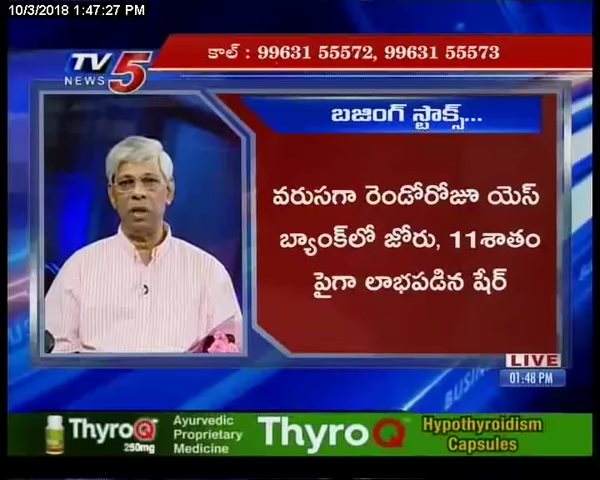 10/3/2018 1:47:27 PM
కాల్ : 99631 55572, 99631 55573
TV5
NEWS
బజింగ్ స్టాక్స్...
వరుసగా రెండోరోజూ యెస్
బ్యాంక్‌లో జోరు, 11శాతం
పైగా లాభపడిన షేర్
LIVE
01:48 PM
BUSIN
ThyroQ
250mg
Ayurvedic
Proprietary
Medicine
ThyroQ
Hypothyroidism
Capsules